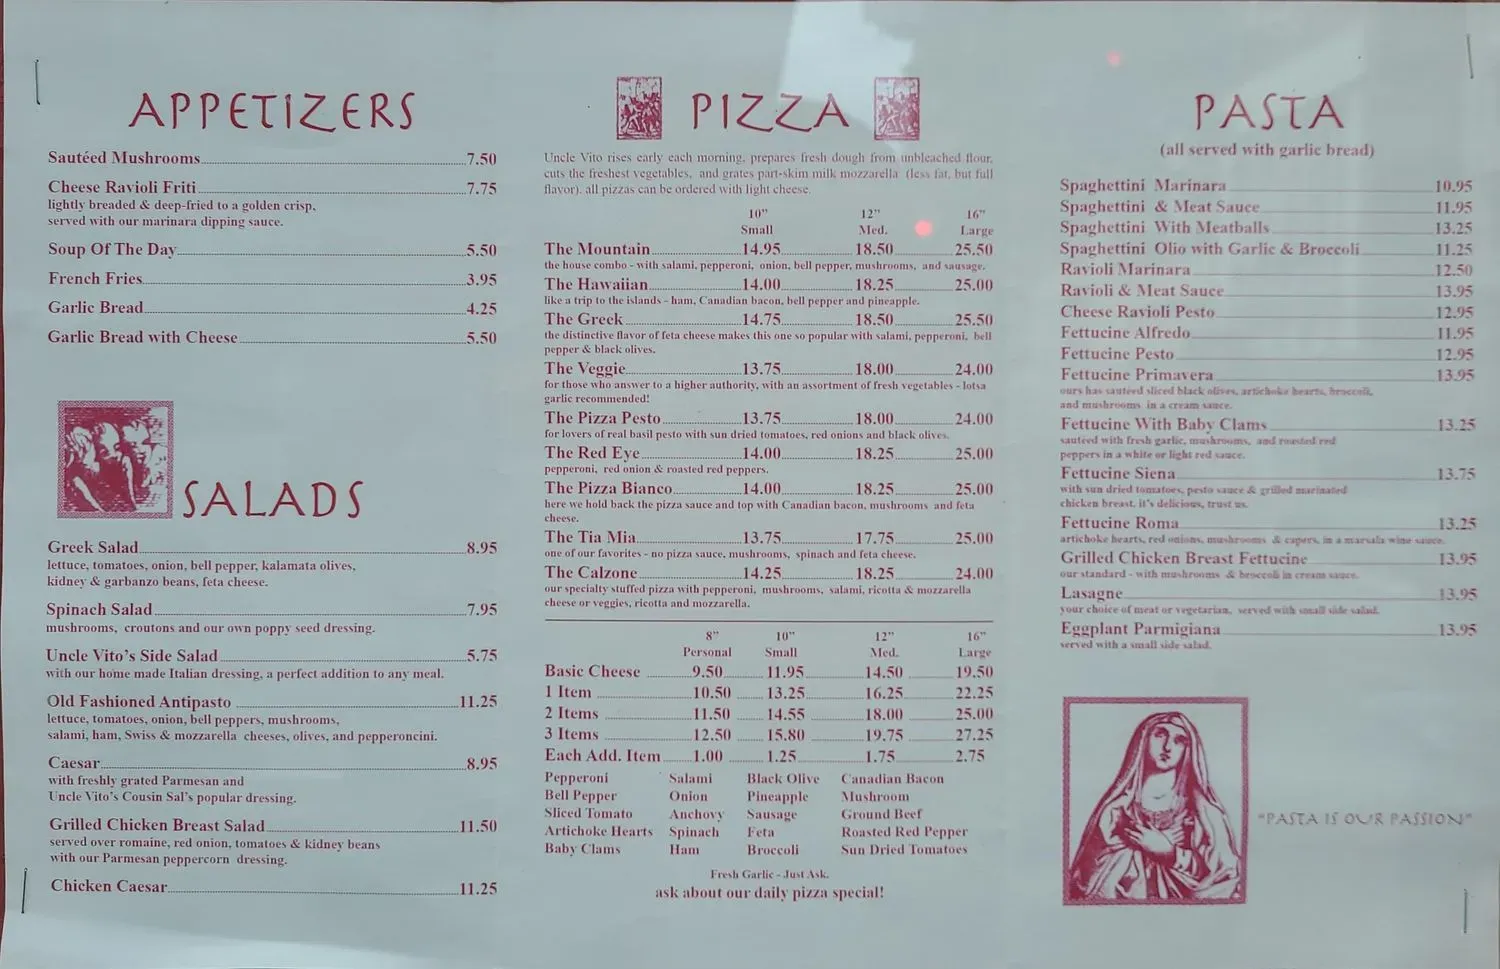 APPETIZERS
Sautéed Mushrooms 7.50
Cheese Ravioli Friti 7.75
lightly breaded & deep-fried to a golden crisp,
served with our marinara dipping sauce.
Soup Of The Day 5.50
French Fries 3.95
Garlic Bread 4.25
Garlic Bread with Cheese 5.50
SALADS
Greek Salad 8.95
lettuce, tomatoes, onion, bell pepper, kalamata olives,
kidney & garbanzo beans, feta cheese.
Spinach Salad 7.95
mushrooms, croutons and our own poppy seed dressing.
Uncle Vito's Side Salad 5.75
with our home made Italian dressing, a perfect addition to any meal.
Old Fashioned Antipasto 11.25
lettuce, tomatoes, onion, bell peppers, mushrooms,
salami, ham, Swiss & mozzarella cheeses, olives, and pepperoncini.
Caesar 8.95
with freshly grated Parmesan and
Uncle Vito's Cousin Sal's popular dressing.
Grilled Chicken Breast Salad 11.50
served over romaine, red onion, tomatoes & kidney beans
with our Parmesan peppercorn dressing.
Chicken Caesar 11.25
PIZZA
Uncle Vito rises early each morning, prepares fresh dough from unbleached flour,
cuts the freshest vegetables, and grates part-skim milk mozzarella (less fat, but full
flavor). all pizzas can be ordered with light cheese.
10" 12" 16"
Small Med. Large
The Mountain 14.95 18.50 25.50
the house combo - with salami, pepperoni, onion, bell pepper, mushrooms, and sausage.
The Hawaiian 14.00 18.25 25.00
like a trip to the islands - ham, Canadian bacon, bell pepper and pineapple.
The Greek 14.75 18.50 25.50
the distinctive flavor of feta cheese makes this one so popular with salami, pepperoni, bell
pepper & black olives.
The Veggie 13.75 18.00 24.00
for those who answer to a higher authority, with an assortment of fresh vegetables - lotsa
garlic recommended!
The Pizza Pesto 13.75 18.00 24.00
for lovers of real basil pesto with sun dried tomatoes, red onions and black olives.
The Red Eye 14.00 18.25 25.00
pepperoni, red onion & roasted red peppers.
The Pizza Bianco 14.00 18.25 25.00
here we hold back the pizza sauce and top with Canadian bacon, mushrooms and feta
cheese.
The Tia Mia 13.75 17.75 25.00
one of our favorites - no pizza sauce, mushrooms, spinach and feta cheese.
The Calzone 14.25 18.25 24.00
our specialty stuffed pizza with pepperoni, mushrooms, salami, ricotta & mozzarella
cheese or veggies, ricotta and mozzarella.
8" 10" 12" 16"
Personal Small Med. Large
Basic Cheese 9.50 11.95 14.50 19.50
1 Item 10.50 13.25 16.25 22.25
2 Items 11.50 14.55 18.00 25.00
3 Items 12.50 15.80 19.75 27.25
Each Add. Item 1.00 1.25 1.75 2.75
Pepperoni Salami Black Olive Canadian Bacon
Bell Pepper Onion Pineapple Mushroom
Sliced Tomato Anchovy Sausage Ground Beef
Artichoke Hearts Spinach Feta Roasted Red Pepper
Baby Clams Ham Broccoli Sun Dried Tomatoes
Fresh Garlic - Just Ask.
ask about our daily pizza special!
PASTA
(all served with garlic bread)
Spaghettini Marinara 10.95
Spaghettini & Meat Sauce 11.95
Spaghettini With Meatballs 13.25
Spaghettini Olio with Garlic & Broccoli 11.25
Ravioli Marinara 12.50
Ravioli & Meat Sauce 13.95
Cheese Ravioli Pesto 12.95
Fettucine Alfredo 11.95
Fettucine Pesto 12.95
Fettucine Primavera 13.95
ours has sauteed sliced black olives, artichoke hearts, broccoli,
and mushrooms in a cream sauce.
Fettucine With Baby Clams 13.25
sauteed with fresh garlic, mushrooms, and roasted red
peppers in a white or light red sauce.
Fettucine Siena 13.75
with sun dried tomatoes, pesto sauce & grilled marinated
chicken breast. it's delicious, trust us.
Fettucine Roma 13.25
artichoke hearts, red onions, mushrooms & capers, in a marsala wine sauce.
Grilled Chicken Breast Fettucine 13.95
our standard - with mushrooms & broccoli in cream sauce.
Lasagne 13.95
your choice of meat or vegetarian, served with small side salad.
Eggplant Parmigiana 13.95
served with a small side salad.
"PASTA IS OUR PASSION"